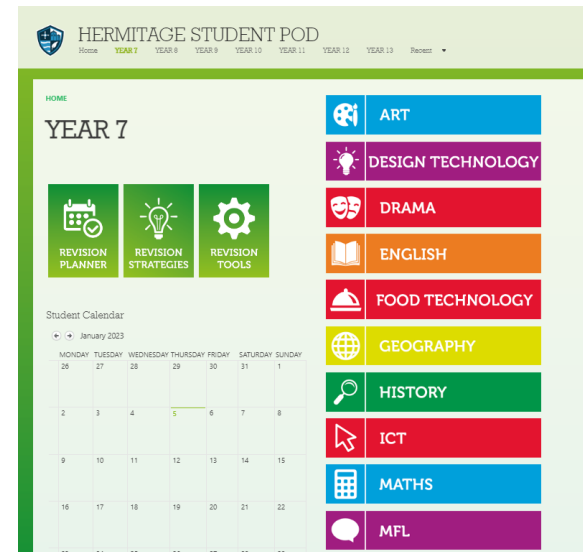 HERMITAGE STUDENT POD
Home YEAR 7 YEAR 8 YEAR 9 YEAR 10 YEAR 11 YEAR 12 YEAR 13 Recent
HOME
YEAR 7
REVISION
PLANNER
REVISION
STRATEGIES
REVISION
TOOLS
Student Calendar
January 2023
MONDAY TUESDAY WEDNESDAY THURSDAY FRIDAY SATURDAY SUNDAY
26 27 28 29 30 31 1
2 3 4 5 6 7 8
9 10 11 12 13 14 15
16 17 18 19 20 21 22
ART
DESIGN TECHNOLOGY
DRAMA
ENGLISH
FOOD TECHNOLOGY
GEOGRAPHY
HISTORY
ICT
MATHS
MFL